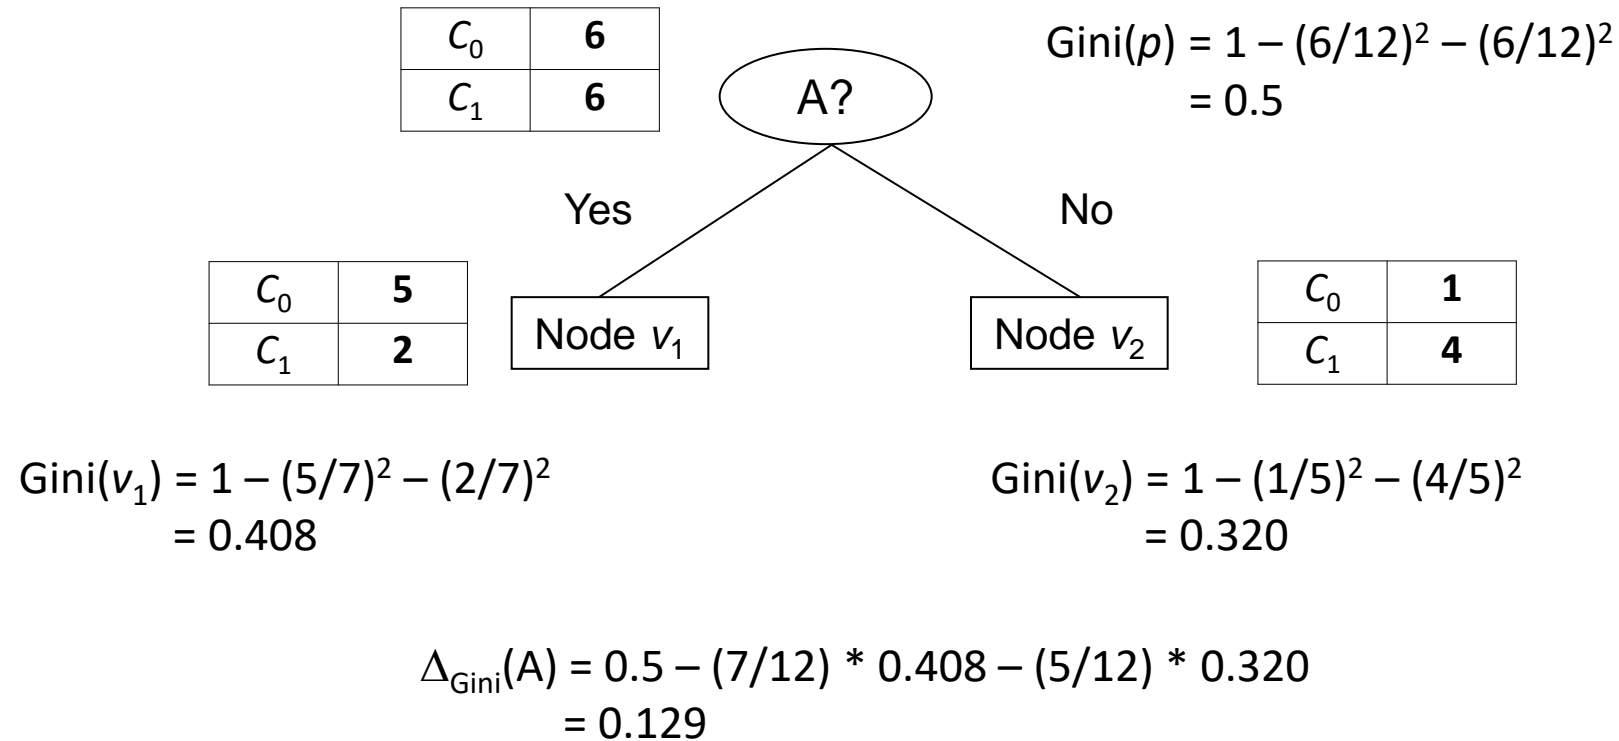 C₀ 6
C₁ 6
A?
Gini(p) = 1 – (6/12)² – (6/12)²
= 0.5
Yes
No
C₀ 5
C₁ 2
Node v₁
Node v₂
C₀ 1
C₁ 4
Gini(v₁) = 1 – (5/7)² – (2/7)²
= 0.408
Gini(v₂) = 1 – (1/5)² – (4/5)²
= 0.320
Δ_Gini(A) = 0.5 – (7/12) * 0.408 – (5/12) * 0.320
= 0.129